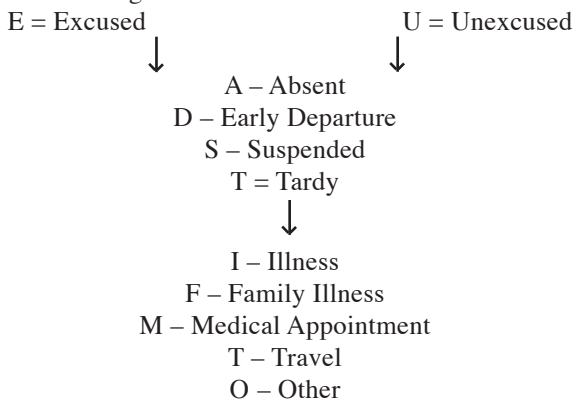 E = Excused U = Unexcused
A – Absent
D – Early Departure
S – Suspended
T = Tardy
I – Illness
F – Family Illness
M – Medical Appointment
T – Travel
O – Other